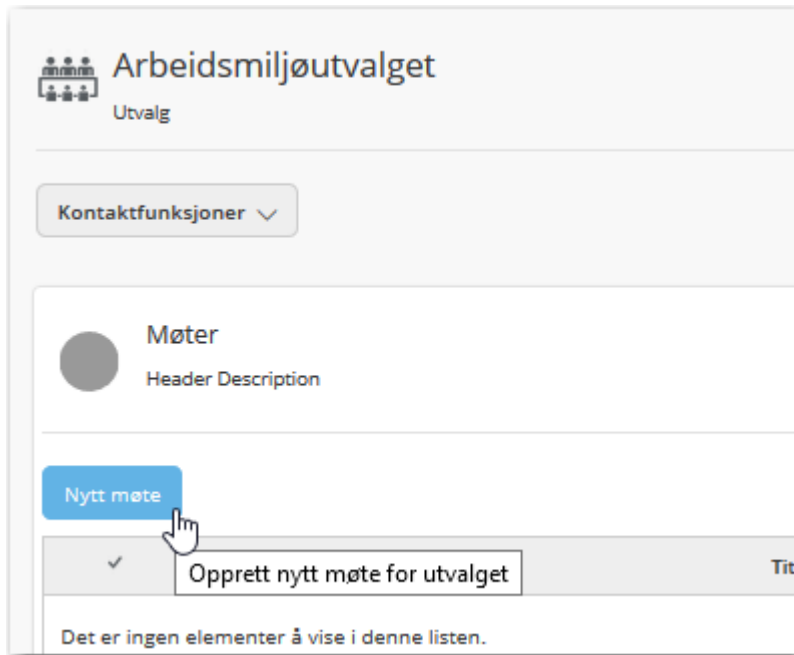 Arbeidsmiljøutvalget
Utvalg
Kontaktfunksjoner
Møter
Header Description
Nytt møte
Opprett nytt møte for utvalget
Det er ingen elementer å vise i denne listen.